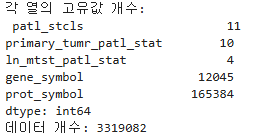 각 열의 고유값 개수:
patl_stcls 11
primary_tumr_patl_stat 10
ln_mtst_patl_stat 4
gene_symbol 12045
prot_symbol 165384
dtype: int64
데이터 개수: 3319082